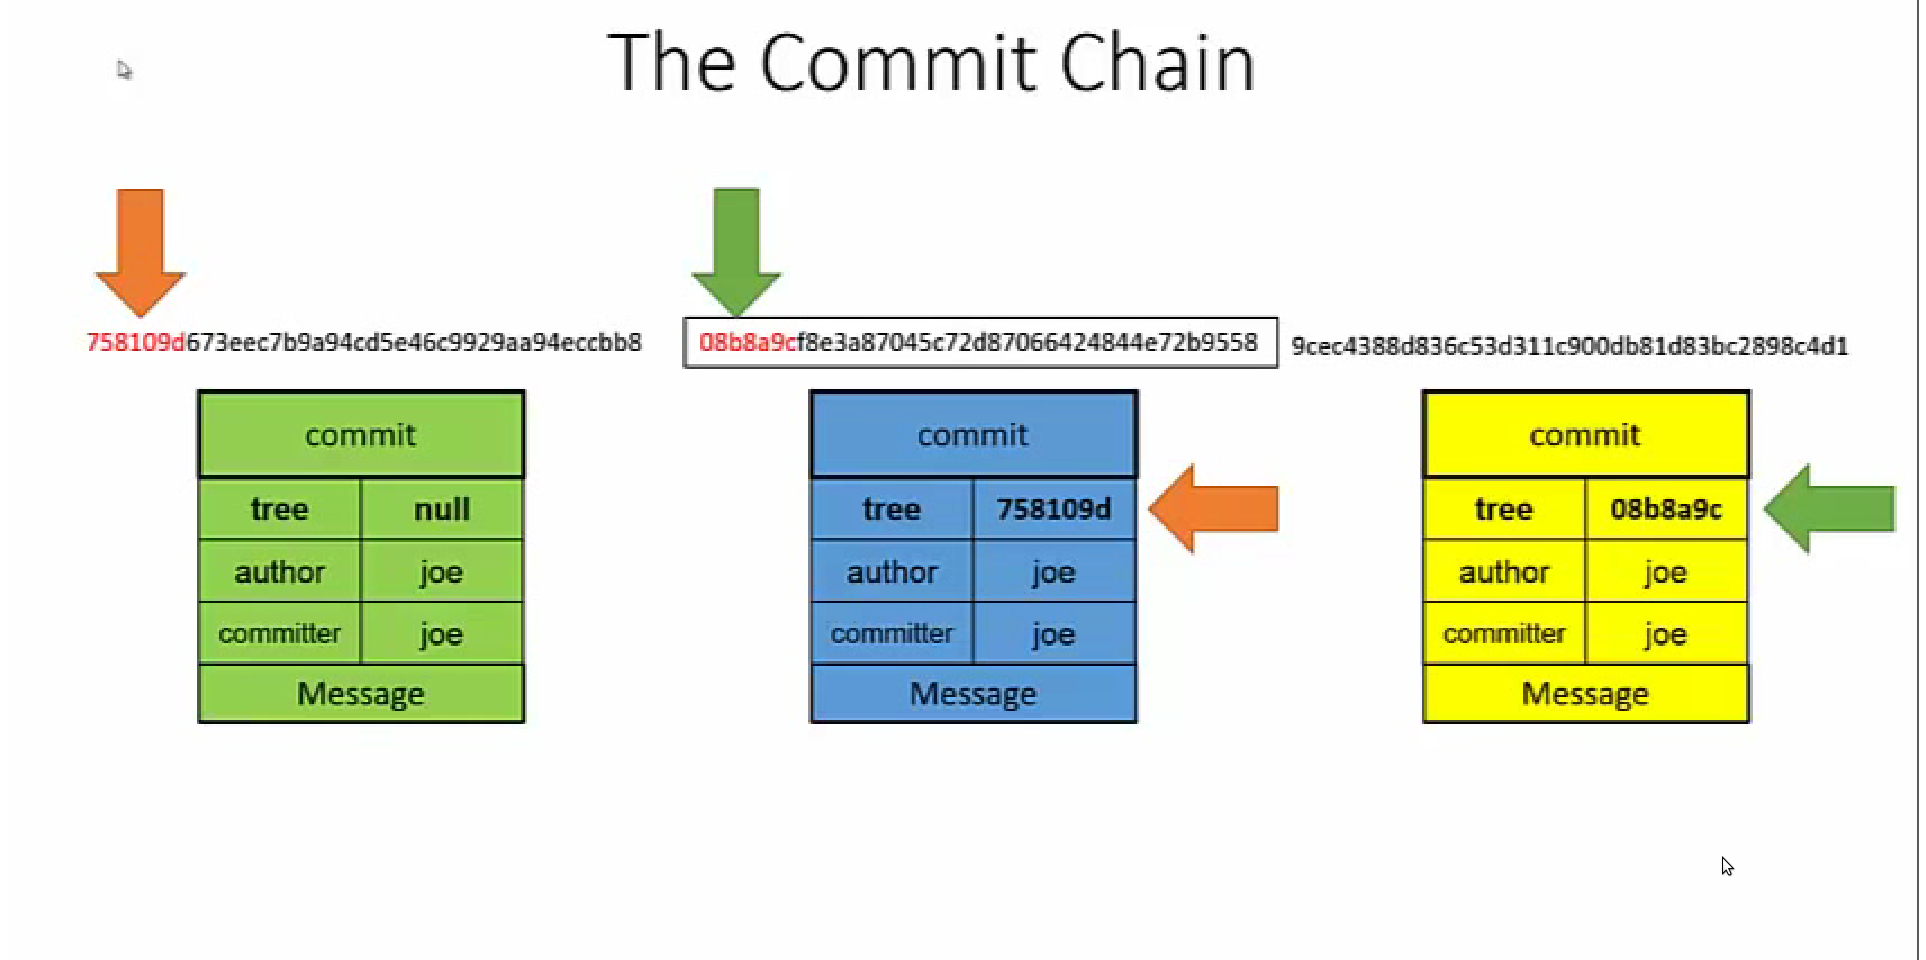 The Commit Chain
758109d673eec7b9a94cd5e46c9929aa94eccbb8
08b8a9cf8e3a87045c72d87066424844e72b9558
9cec4388d836c53d311c900db81d83bc2898c4d1
commit
tree null
author joe
committer joe
Message
commit
tree 758109d
author joe
committer joe
Message
commit
tree 08b8a9c
author joe
committer joe
Message